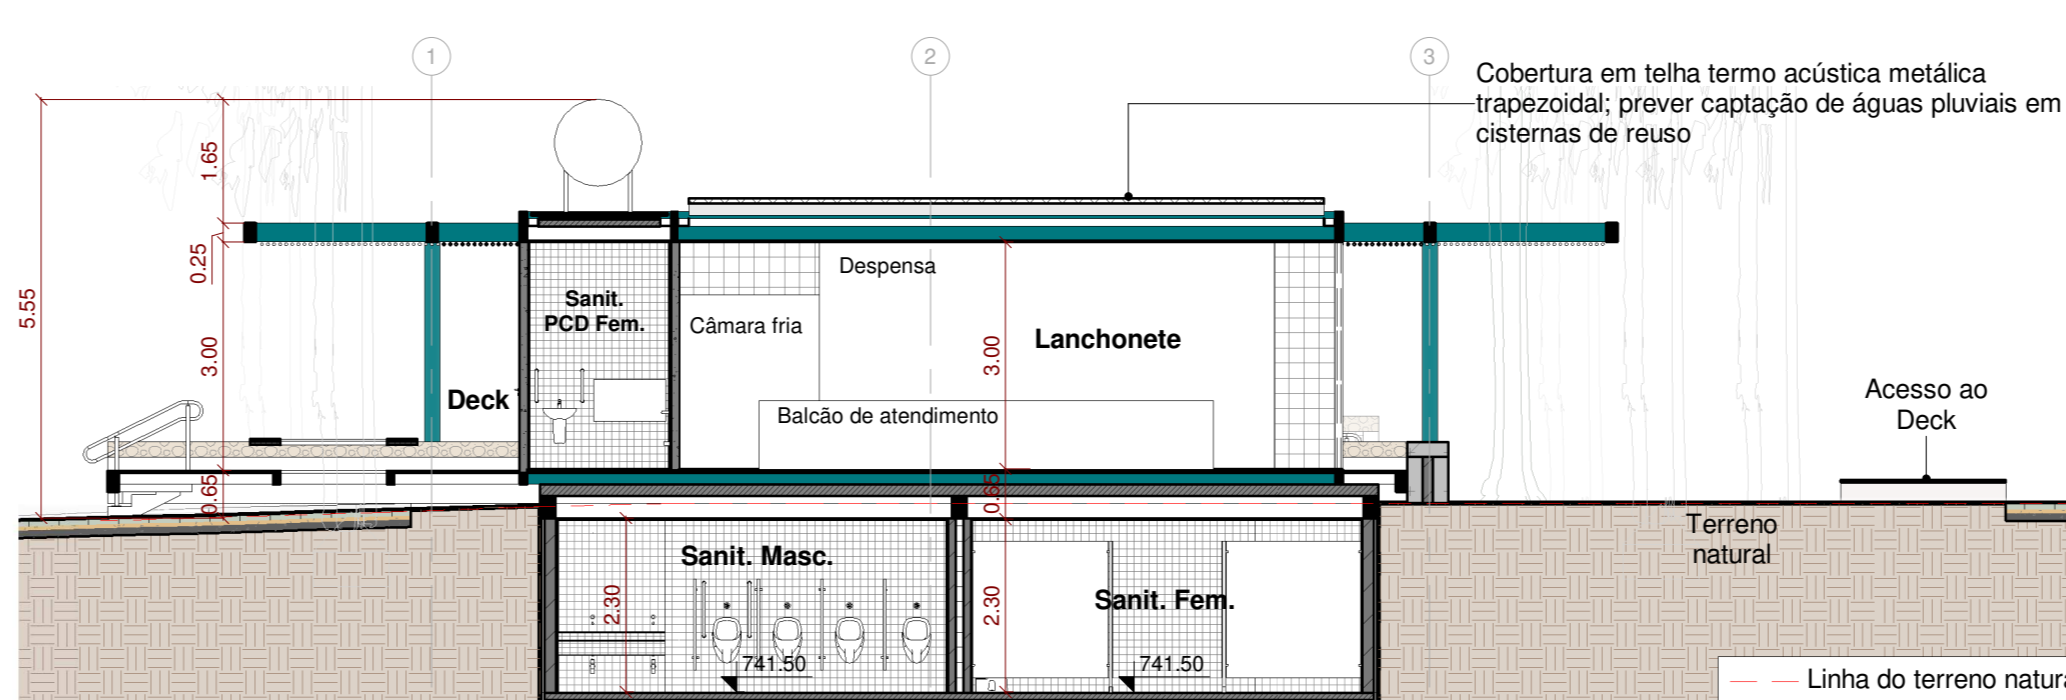 1
2
3
Cobertura em telha termo acústica metálica
trapezoidal; prever captação de águas pluviais em
cisternas de reuso
5.55
1.65
0.25
3.00
0.65
Sanit.
PCD Fem.
Despensa
Câmara fria
Lanchonete
3.00
Deck
Balcão de atendimento
Acesso ao
Deck
0.65
Terreno
natural
Sanit. Masc.
Sanit. Fem.
2.30
2.30
741.50
741.50
Linha do terreno natura